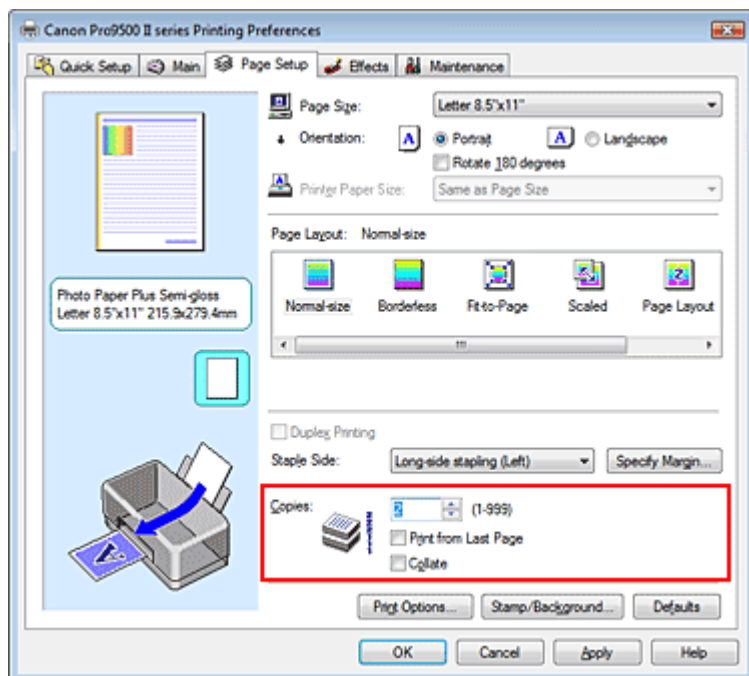 Canon Pro9500 II series Printing Preferences
Quick Setup Main Page Setup Effects Maintenance
Page Size: Letter 8.5"x11"
Orientation: A Portrait A Landscape
Rotate 180 degrees
Printer Paper Size: Same as Page Size
Page Layout: Normal-size
Normal-size Borderless Fit-to-Page Scaled Page Layout
Photo Paper Plus Semi-gloss
Letter 8.5"x11" 215.9x279.4mm
Duplex Printing
Staple Side: Long-side stapling (Left) Specify Margin...
Copies: 2 (1-999)
Print from Last Page
Collate
Print Options... Stamp/Background... Defaults
OK Cancel Apply Help